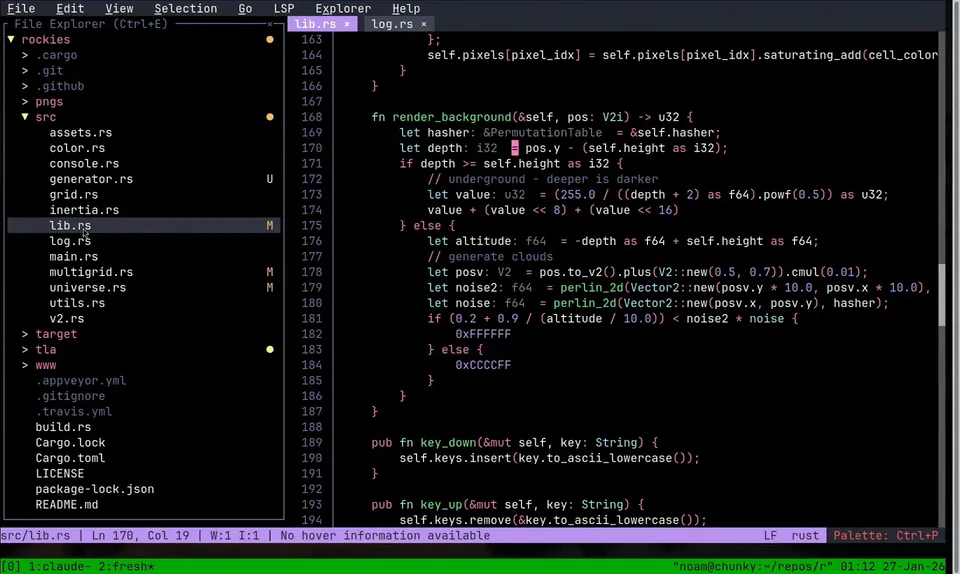 File Edit View Selection Go LSP Explorer Help
File Explorer (Ctrl+E) ×
▼ rockies
> .cargo
> .git
> .github
> pngs
▼ src
assets.rs
color.rs
console.rs
generator.rs U
grid.rs
inertia.rs
lib.rs M
log.rs
main.rs
multigrid.rs M
universe.rs M
utils.rs
v2.rs
> target
> tla
> www
.appveyor.yml
.gitignore
.travis.yml
build.rs
Cargo.lock
Cargo.toml
LICENSE
package-lock.json
README.md
lib.rs × log.rs ×
163 };
164 self.pixels[pixel_idx] = self.pixels[pixel_idx].saturating_add(cell_color
165 }
166 }
167
168 fn render_background(&self, pos: V2i) -> u32 {
169 let hasher: &PermutationTable = &self.hasher;
170 let depth: i32 = pos.y - (self.height as i32);
171 if depth >= self.height as i32 {
172 // underground - deeper is darker
173 let value: u32 = (255.0 / ((depth + 2) as f64).powf(0.5)) as u32;
174 value + (value << 8) + (value << 16)
175 } else {
176 let altitude: f64 = -depth as f64 + self.height as f64;
177 // generate clouds
178 let posv: V2 = pos.to_v2().plus(V2::new(0.5, 0.7)).cmul(0.01);
179 let noise2: f64 = perlin_2d(Vector2::new(posv.y * 10.0, posv.x * 10.0),
180 let noise: f64 = perlin_2d(Vector2::new(posv.x, posv.y), hasher);
181 if (0.2 + 0.9 / (altitude / 10.0)) < noise2 * noise {
182 0xFFFFFF
183 } else {
184 0xCCCCFF
185 }
186 }
187 }
188
189 pub fn key_down(&mut self, key: String) {
190 self.keys.insert(key.to_ascii_lowercase());
191 }
192
193 pub fn key_up(&mut self, key: String) {
194 self.keys.remove(&key.to_ascii_lowercase());
src/lib.rs | Ln 170, Col 19 | W:1 I:1 | No hover information available LF rust Palette: Ctrl+P
[0] 1:claude- 2:fresh* "noam@chunky:~/repos/r" 01:12 27-Jan-26